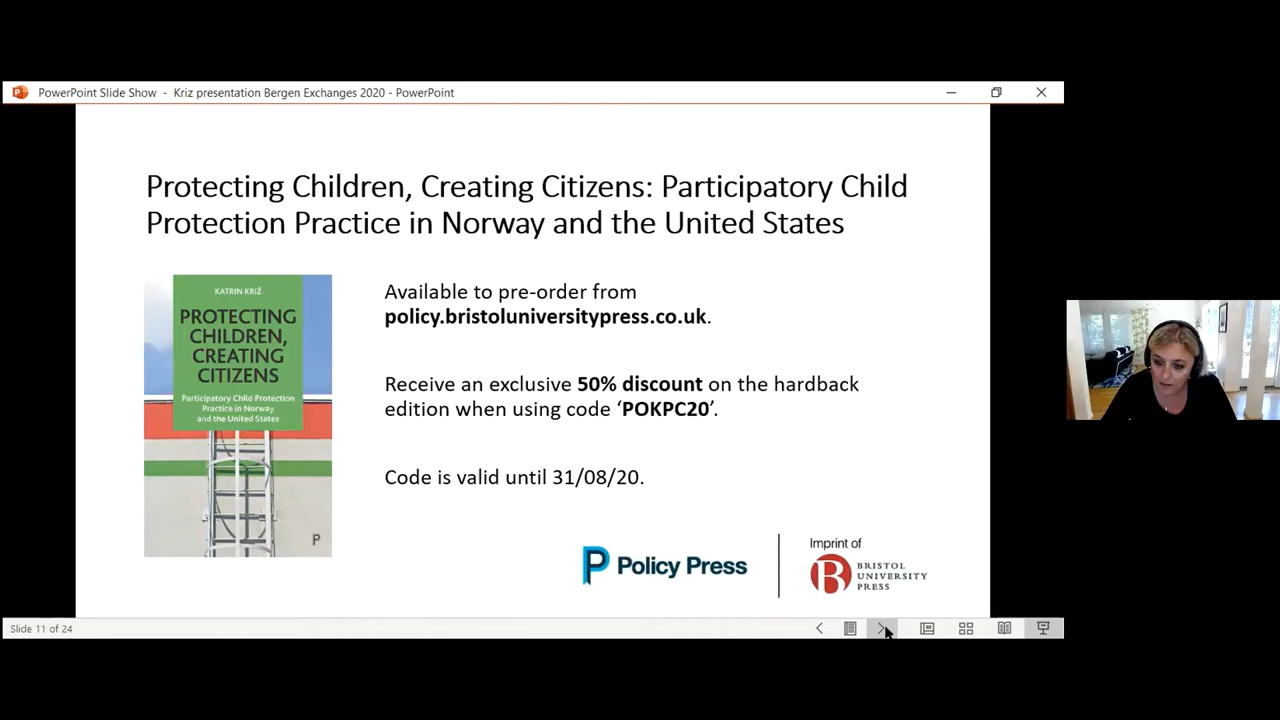 PowerPoint Slide Show - Kriz presentation Bergen Exchanges 2020 - PowerPoint
Protecting Children, Creating Citizens: Participatory Child
Protection Practice in Norway and the United States
KATRIN KRIŽ
PROTECTING
CHILDREN,
CREATING
CITIZENS
Participatory Child Protection
Practice in Norway
and the United States
P
Available to pre-order from
policy.bristoluniversitypress.co.uk.
Receive an exclusive 50% discount on the hardback
edition when using code ‘POKPC20’.
Code is valid until 31/08/20.
Policy Press
Imprint of
BRISTOL
UNIVERSITY
PRESS
Slide 11 of 24